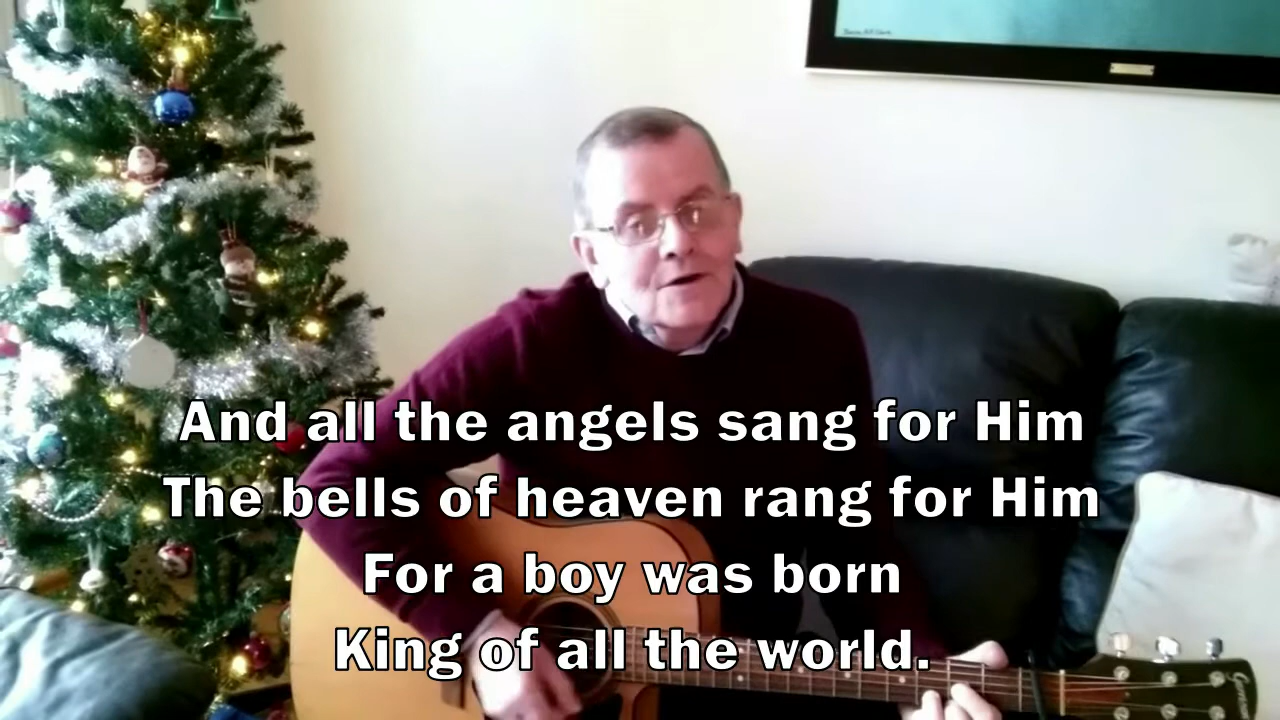 And all the angels sang for Him
The bells of heaven rang for Him
For a boy was born
King of all the world.